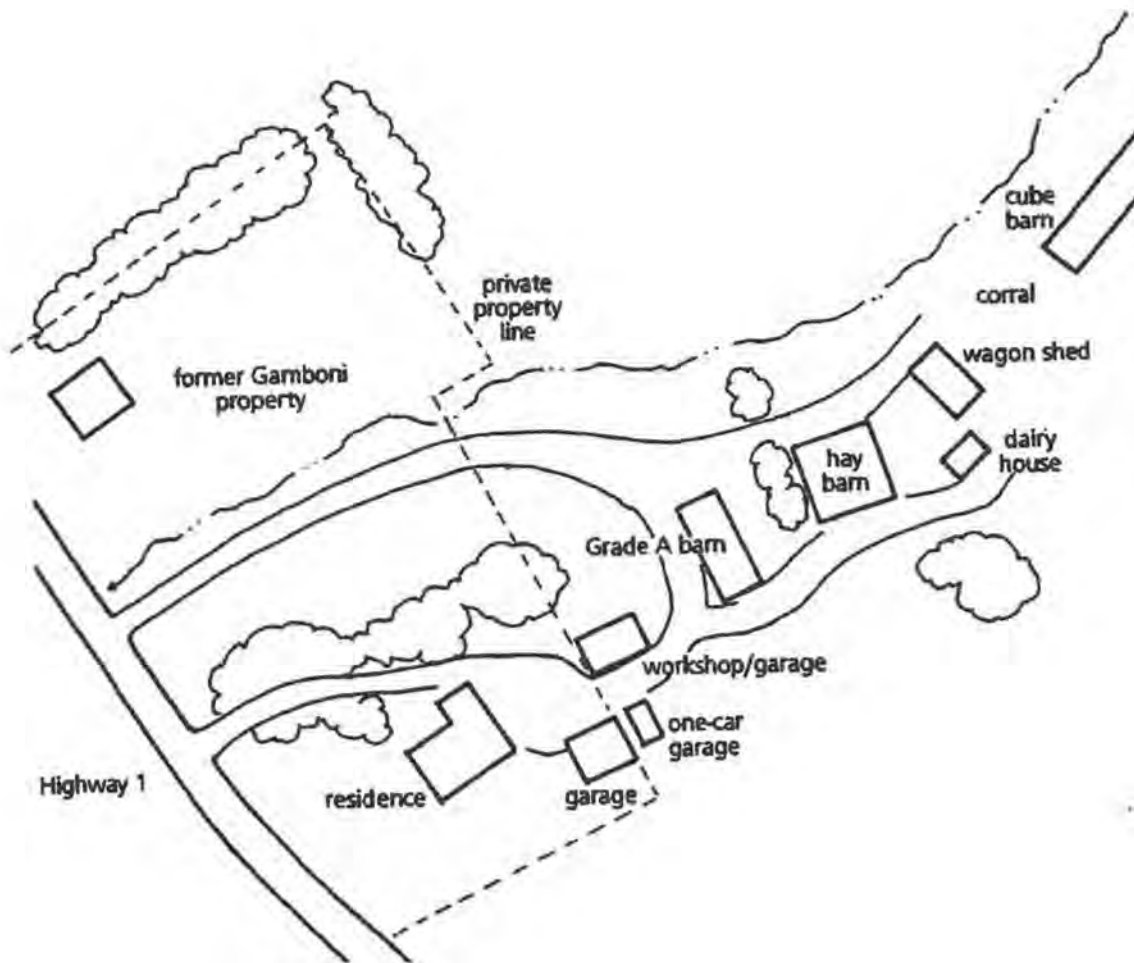 cube
barn
corral
private
property
line
wagon shed
former Gamboni
property
dairy
house
hay
barn
Grade A barn
workshop/garage
one-car
garage
Highway 1
residence
garage